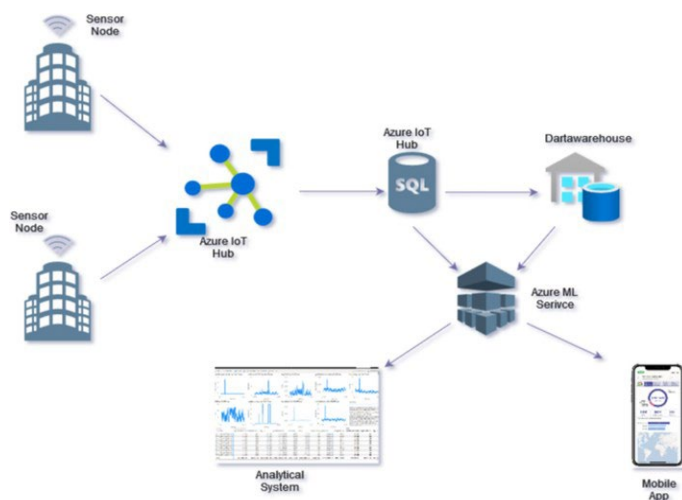 Sensor
Node
Azure IoT
Hub
Dartawarehouse
SQL
Sensor
Node
Azure IoT
Hub
Azure ML
Serivce
Analytical
System
Mobile
App